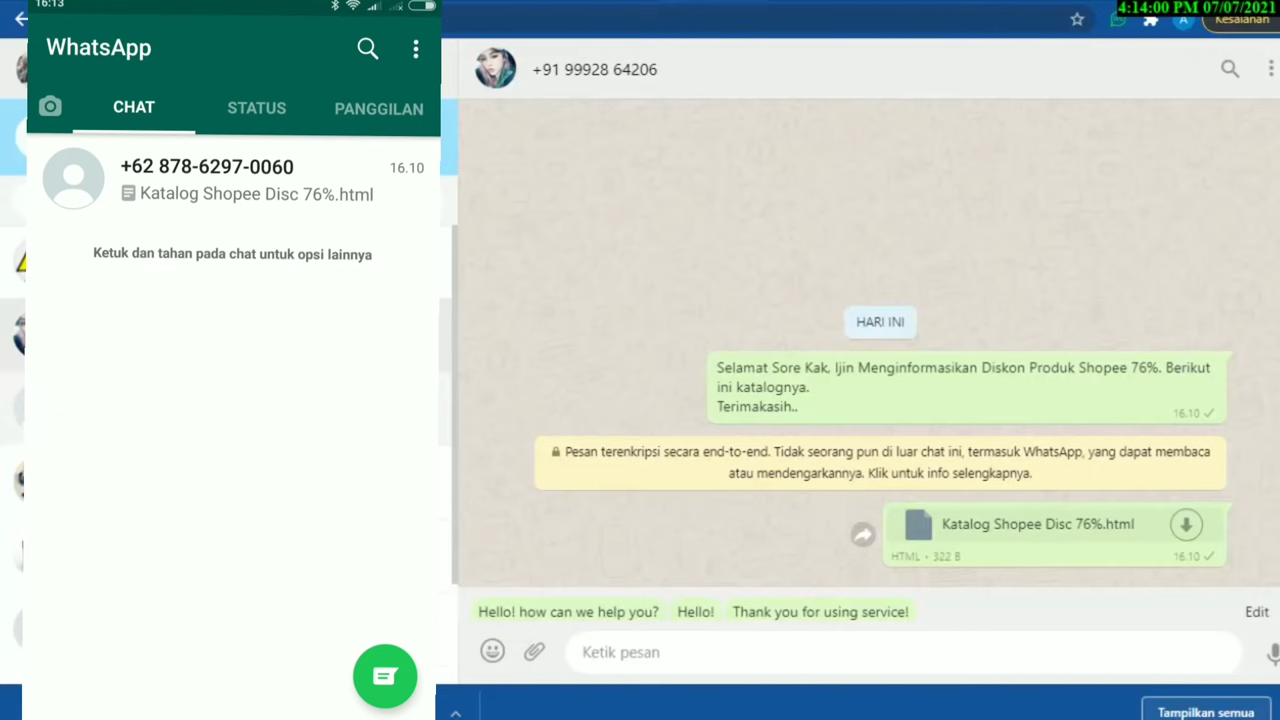 16:13
WhatsApp
CHAT
STATUS
PANGGILAN
+62 878-6297-0060
16.10
Katalog Shopee Disc 76%.html
Ketuk dan tahan pada chat untuk opsi lainnya
4:14:00 PM 07/07/2021
A
Kesalahan
+91 99928 64206
HARI INI
Selamat Sore Kak, Ijin Menginformasikan Diskon Produk Shopee 76%. Berikut
ini katalognya.
Terimakasih..
16.10
Pesan terenkripsi secara end-to-end. Tidak seorang pun di luar chat ini, termasuk WhatsApp, yang dapat membaca
atau mendengarkannya. Klik untuk info selengkapnya.
Katalog Shopee Disc 76%.html
HTML • 322 B
16.10
Hello! how can we help you?
Hello!
Thank you for using service!
Edit
Ketik pesan
Tampilkan semua